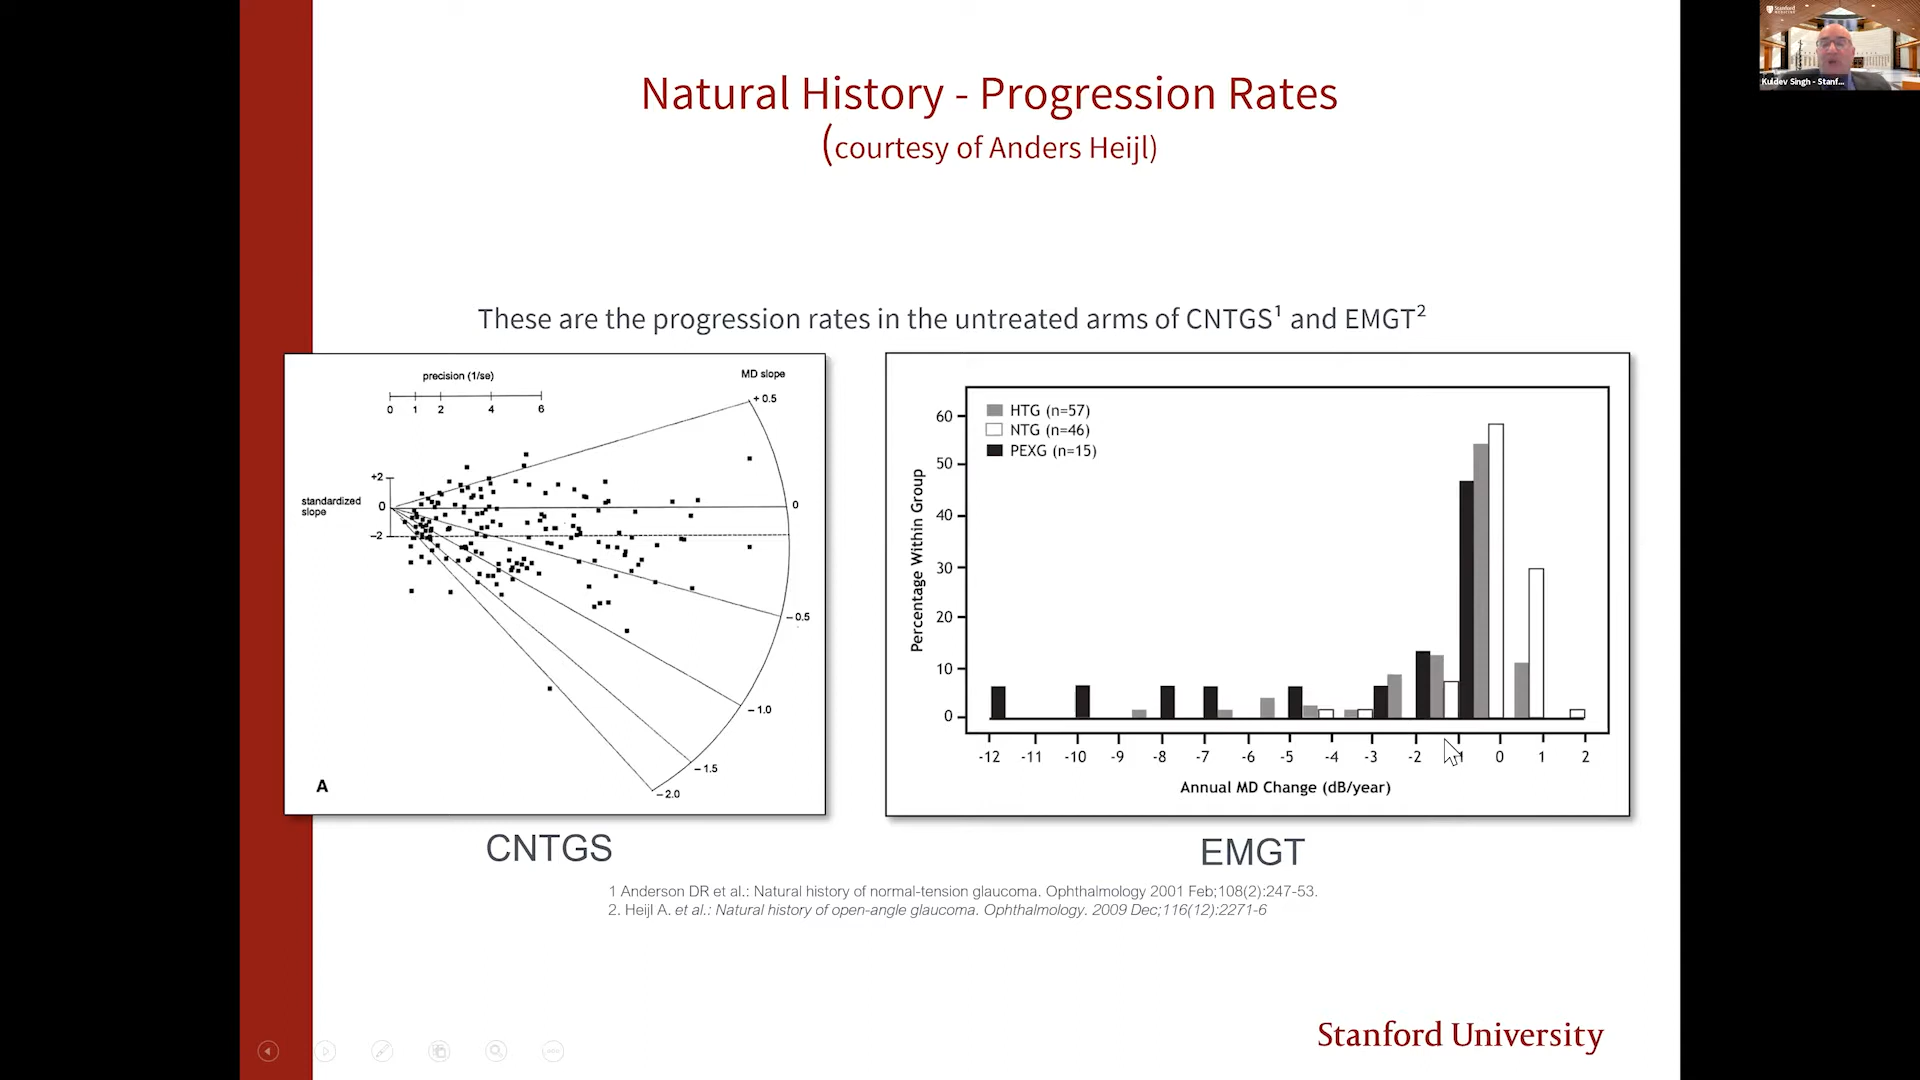 Natural History - Progression Rates
(courtesy of Anders Heijl)
Stanford
Kuldev Singh - Stanf...
These are the progression rates in the untreated arms of CNTGS¹ and EMGT²
precision (1/se)
0 1 2 4 6
MD slope
+ 0.5
+2
standardized
slope
0
0
–2
– 0.5
– 1.0
– 1.5
– 2.0
A
HTG (n=57)
NTG (n=46)
PEXG (n=15)
Percentage Within Group
60
50
40
30
20
10
0
-12 -11 -10 -9 -8 -7 -6 -5 -4 -3 -2 0 1 2
Annual MD Change (dB/year)
CNTGS
EMGT
1 Anderson DR et al.: Natural history of normal-tension glaucoma. Ophthalmology 2001 Feb;108(2):247-53.
2. Heijl A. et al.: Natural history of open-angle glaucoma. Ophthalmology. 2009 Dec;116(12):2271-6
Stanford University